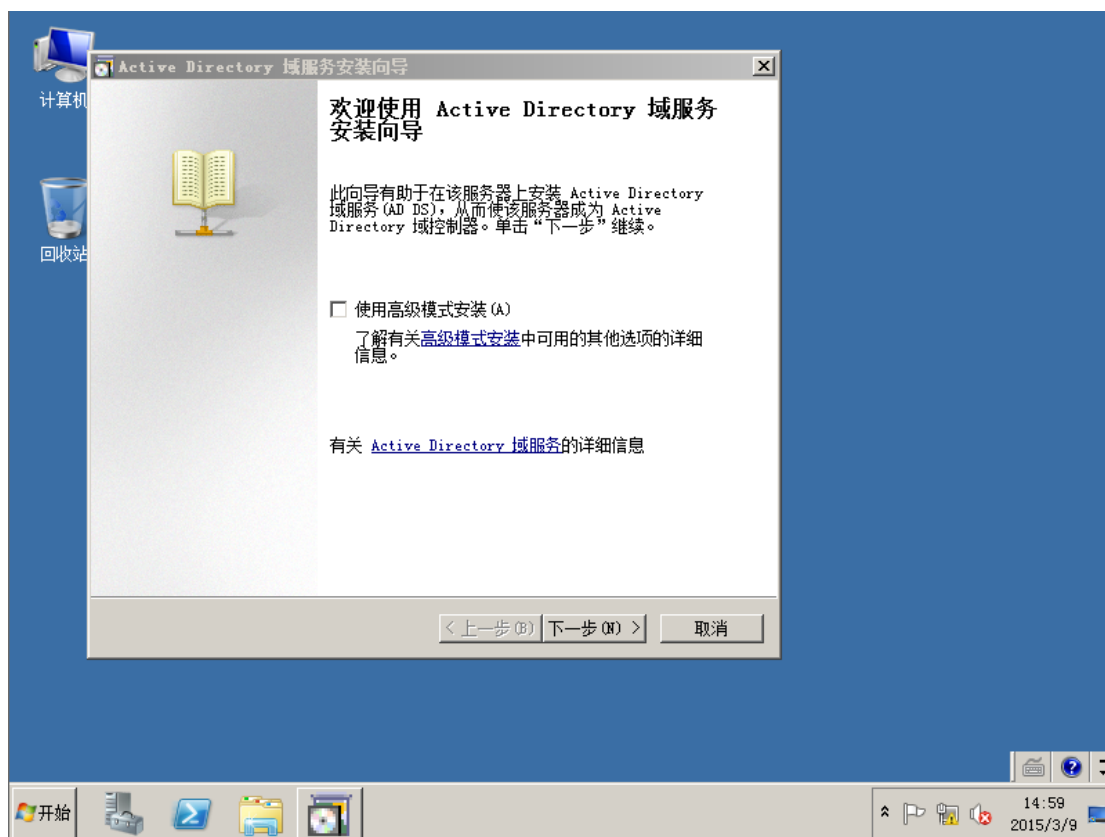 计算机
回收站
Active Directory 域服务安装向导
欢迎使用 Active Directory 域服务
安装向导
此向导有助于在该服务器上安装 Active Directory
域服务(AD DS)，从而使该服务器成为 Active
Directory 域控制器。单击“下一步”继续。
使用高级模式安装(A)
了解有关高级模式安装中可用的其他选项的详细
信息。
有关 Active Directory 域服务的详细信息
< 上一步(B)
下一步(N) >
取消
开始
14:59
2015/3/9